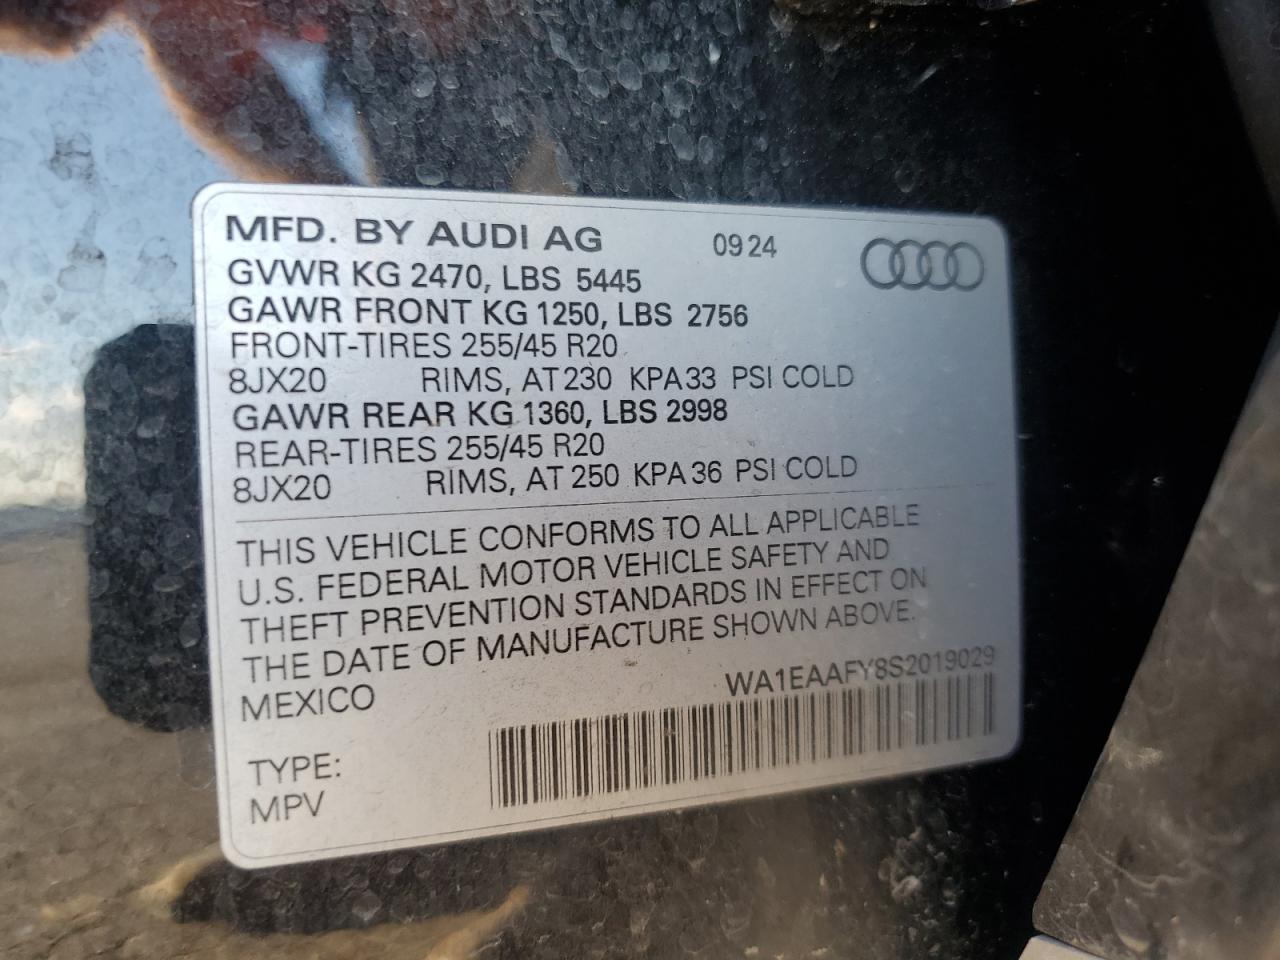 MFD. BY AUDI AG 09 24
GVWR KG 2470, LBS 5445
GAWR FRONT KG 1250, LBS 2756
FRONT-TIRES 255/45 R20
8JX20 RIMS, AT 230 KPA 33 PSI COLD
GAWR REAR KG 1360, LBS 2998
REAR-TIRES 255/45 R20
8JX20 RIMS, AT 250 KPA 36 PSI COLD
THIS VEHICLE CONFORMS TO ALL APPLICABLE
U.S. FEDERAL MOTOR VEHICLE SAFETY AND
THEFT PREVENTION STANDARDS IN EFFECT ON
THE DATE OF MANUFACTURE SHOWN ABOVE.
MEXICO
WA1EAAFY8S2019029
TYPE:
MPV